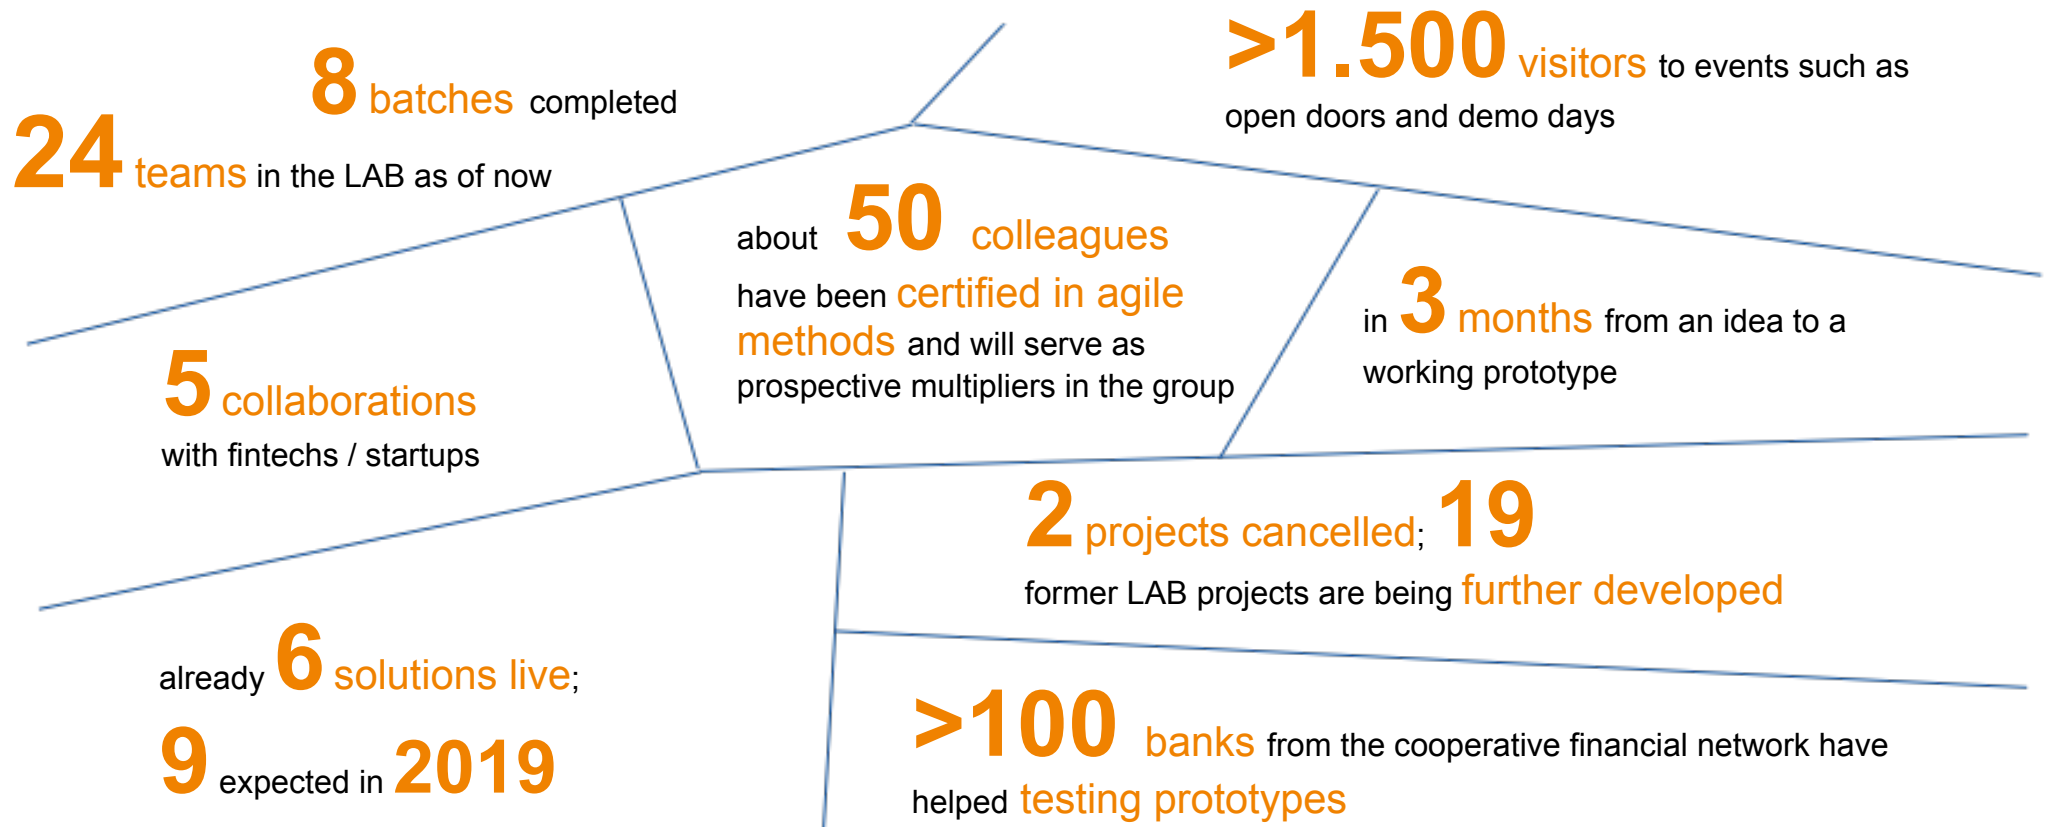 8 batches completed
24 teams in the LAB as of now
>1.500 visitors to events such as
open doors and demo days
about 50 colleagues
have been certified in agile
methods and will serve as
prospective multipliers in the group
in 3 months from an idea to a
working prototype
5 collaborations
with fintechs / startups
2 projects cancelled; 19
former LAB projects are being further developed
already 6 solutions live;
9 expected in 2019
>100 banks from the cooperative financial network have
helped testing prototypes